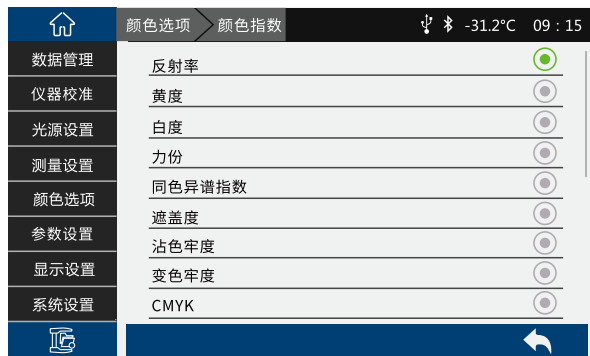 颜色选项 颜色指数 -31.2°C 09 : 15
数据管理
仪器校准
光源设置
测量设置
颜色选项
参数设置
显示设置
系统设置
反射率
黄度
白度
力份
同色异谱指数
遮盖度
沾色牢度
变色牢度
CMYK